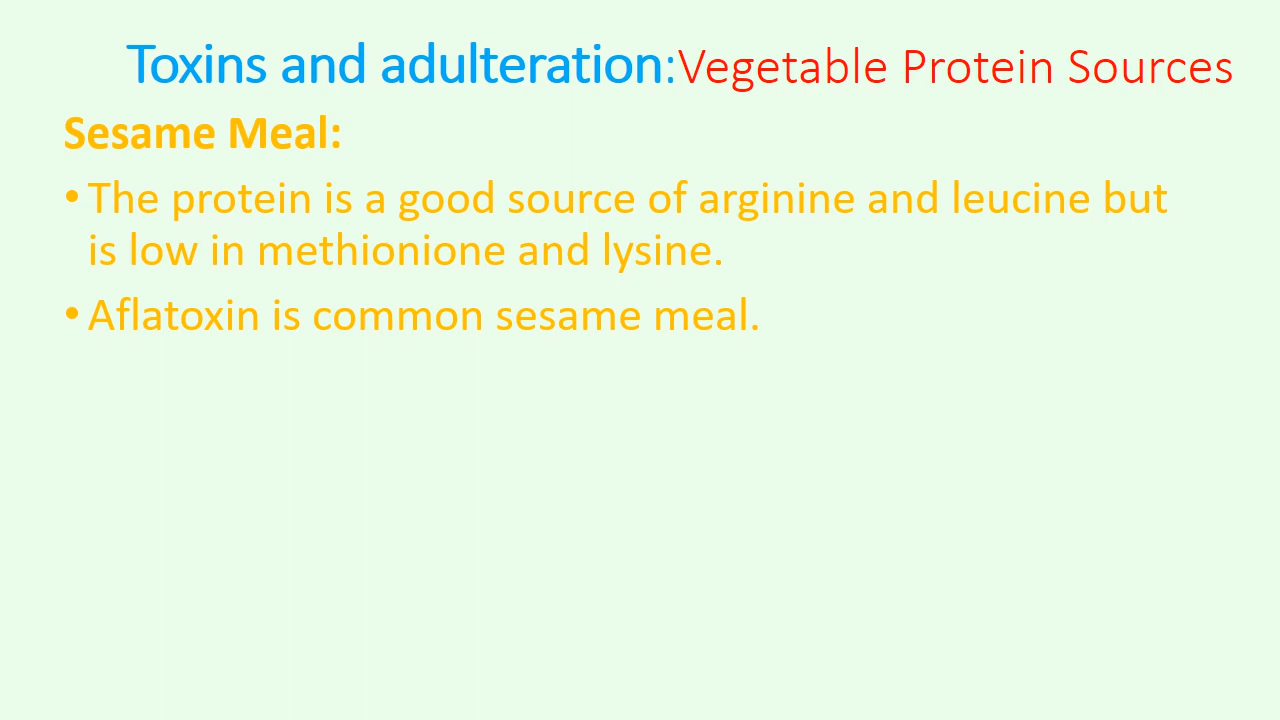 Toxins and adulteration:Vegetable Protein Sources
Sesame Meal:
• The protein is a good source of arginine and leucine but
is low in methionione and lysine.
• Aflatoxin is common sesame meal.